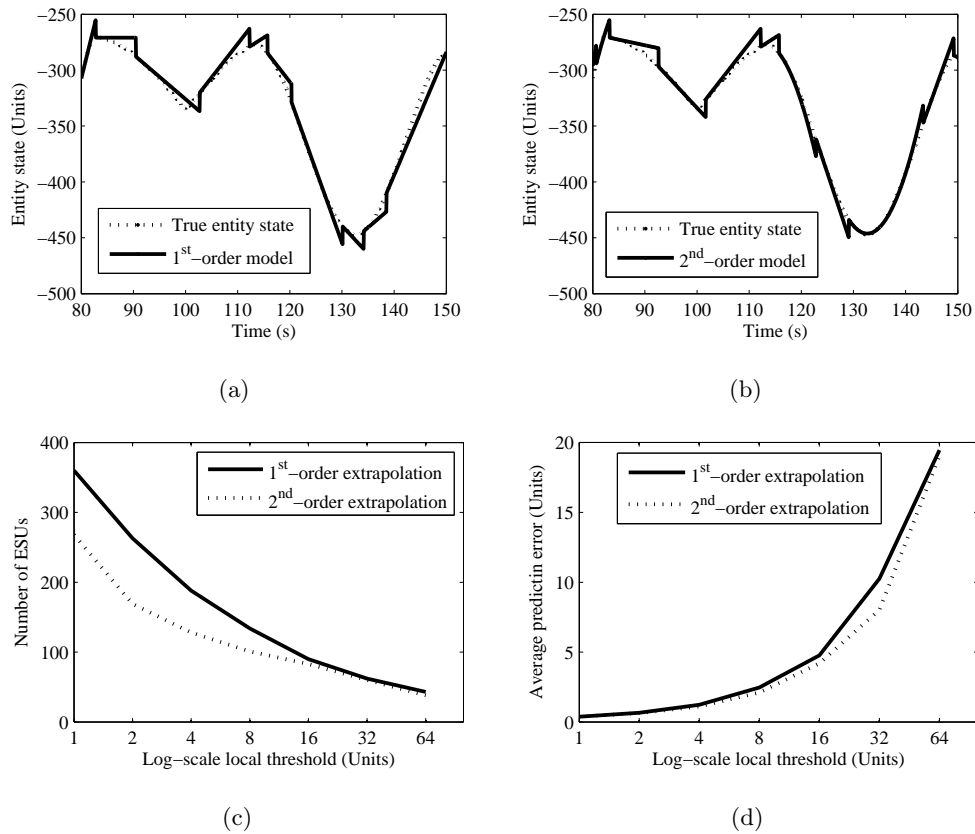 −250
−300
−350
−400
−450
−500
Entity state (Units)
True entity state
1st−order model
80 90 100 110 120 130 140 150
Time (s)
(a)
−250
−300
−350
−400
−450
−500
Entity state (Units)
True entity state
2nd−order model
80 90 100 110 120 130 140 150
Time (s)
(b)
400
300
200
100
0
Number of ESUs
1st−order extrapolation
2nd−order extrapolation
1 2 4 8 16 32 64
Log−scale local threshold (Units)
(c)
20
15
10
5
0
Average predictin error (Units)
1st−order extrapolation
2nd−order extrapolation
1 2 4 8 16 32 64
Log−scale local threshold (Units)
(d)